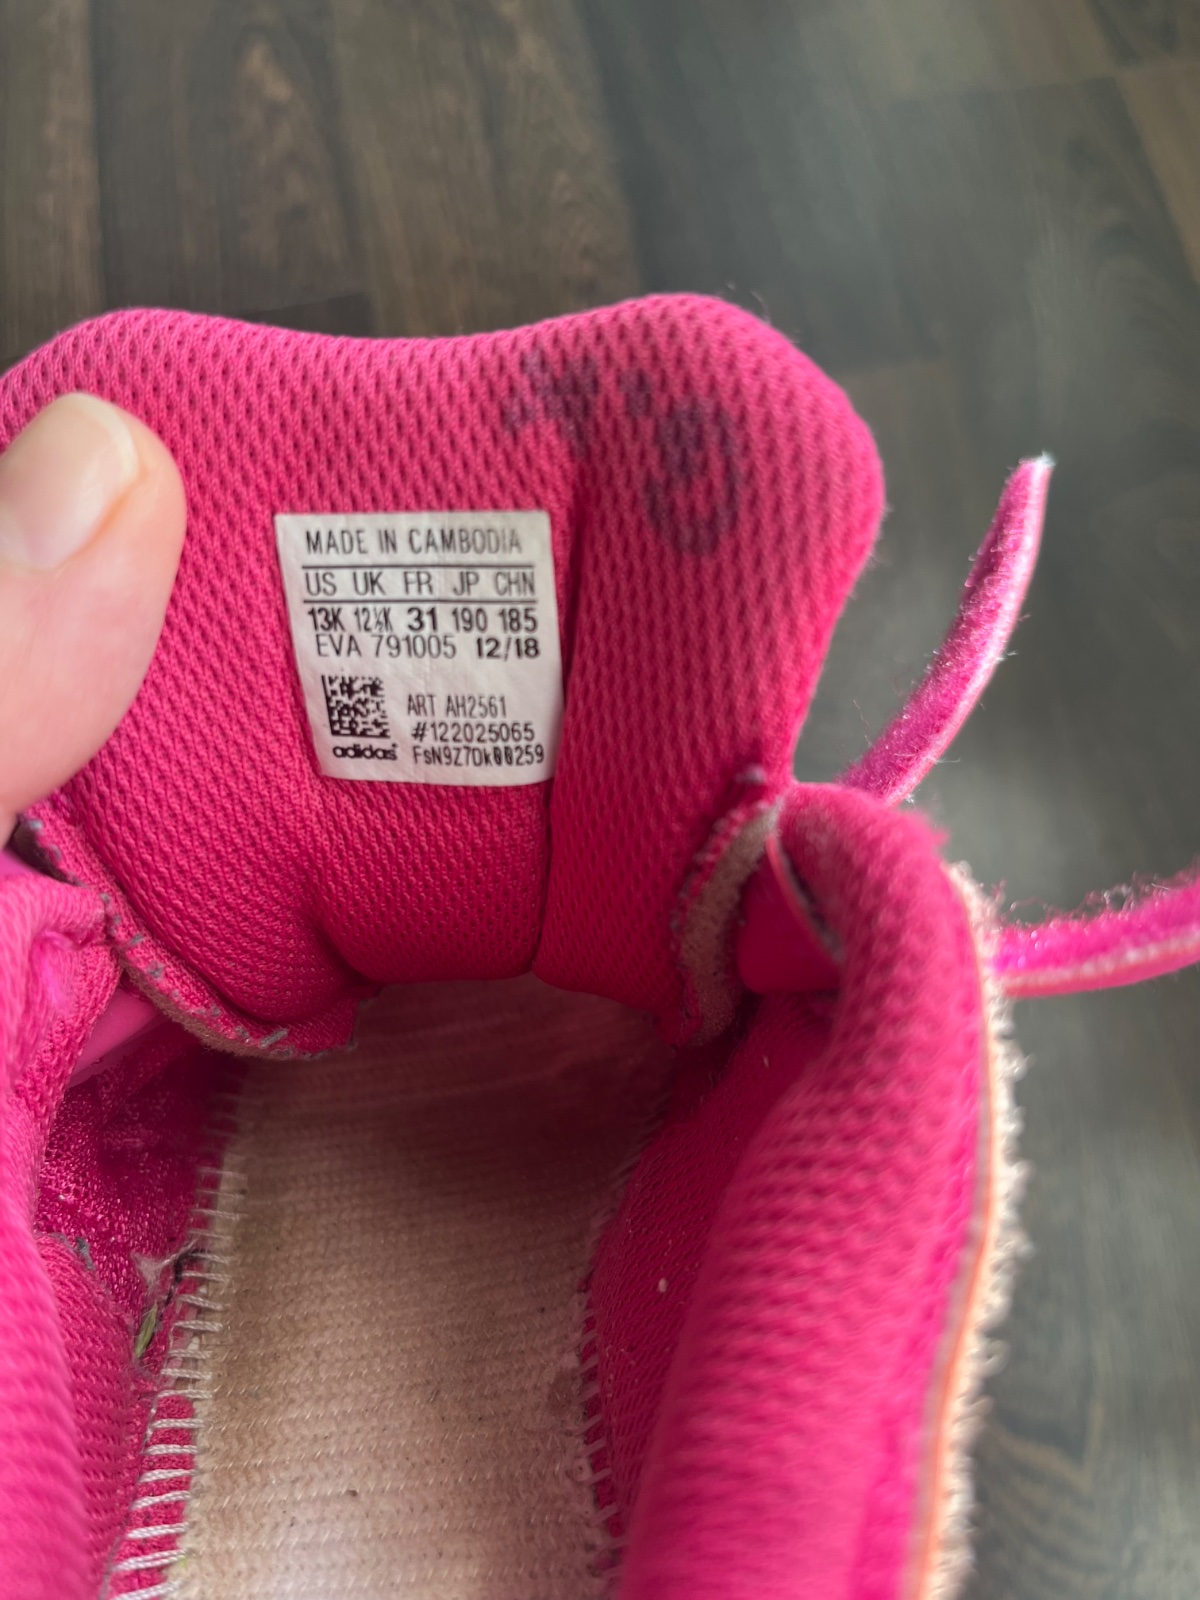 MADE IN CAMBODIA
US UK FR JP CHN
13K 12½K 31 190 185
EVA 791005 12/18
ART AH2561
#122025065
adidas FsN9Z7Dk00259